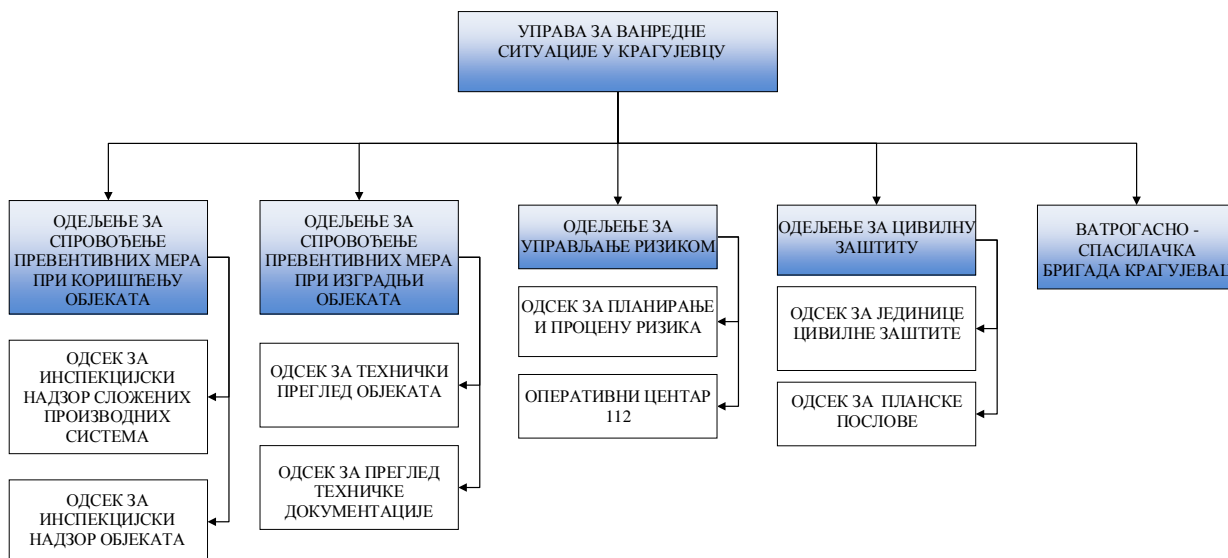 УПРАВА ЗА ВАНРЕДНЕ
СИТУАЦИЈЕ У КРАГУЈЕВЦУ
ОДЕЉЕЊЕ ЗА
СПРОВОЂЕЊЕ
ПРЕВЕНТИВНИХ МЕРА
ПРИ КОРИШЋЕЊУ
ОБЈЕКАТА
ОДСЕК ЗА
ИНСПЕКЦИЈСКИ
НАДЗОР СЛОЖЕНИХ
ПРОИЗВОДНИХ
СИСТЕМА
ОДСЕК ЗА
ИНСПЕКЦИЈСКИ
НАДЗОР ОБЈЕКАТА
ОДЕЉЕЊЕ ЗА
СПРОВОЂЕЊЕ
ПРЕВЕНТИВНИХ МЕРА
ПРИ ИЗГРАДЊИ
ОБЈЕКАТА
ОДСЕК ЗА ТЕХНИЧКИ
ПРЕГЛЕД ОБЈЕКАТА
ОДСЕК ЗА ПРЕГЛЕД
ТЕХНИЧКЕ
ДОКУМЕНТАЦИЈЕ
ОДЕЉЕЊЕ ЗА
УПРАВЉАЊЕ РИЗИКОМ
ОДСЕК ЗА ПЛАНИРАЊЕ
И ПРОЦЕНУ РИЗИКА
ОПЕРАТИВНИ ЦЕНТАР
112
ОДЕЉЕЊЕ ЗА ЦИВИЛНУ
ЗАШТИТУ
ОДСЕК ЗА ЈЕДИНИЦЕ
ЦИВИЛНЕ ЗАШТИТЕ
ОДСЕК ЗА ПЛАНСКЕ
ПОСЛОВЕ
ВАТРОГАСНО -
СПАСИЛАЧКА
БРИГАДА КРАГУЈЕВАЦ